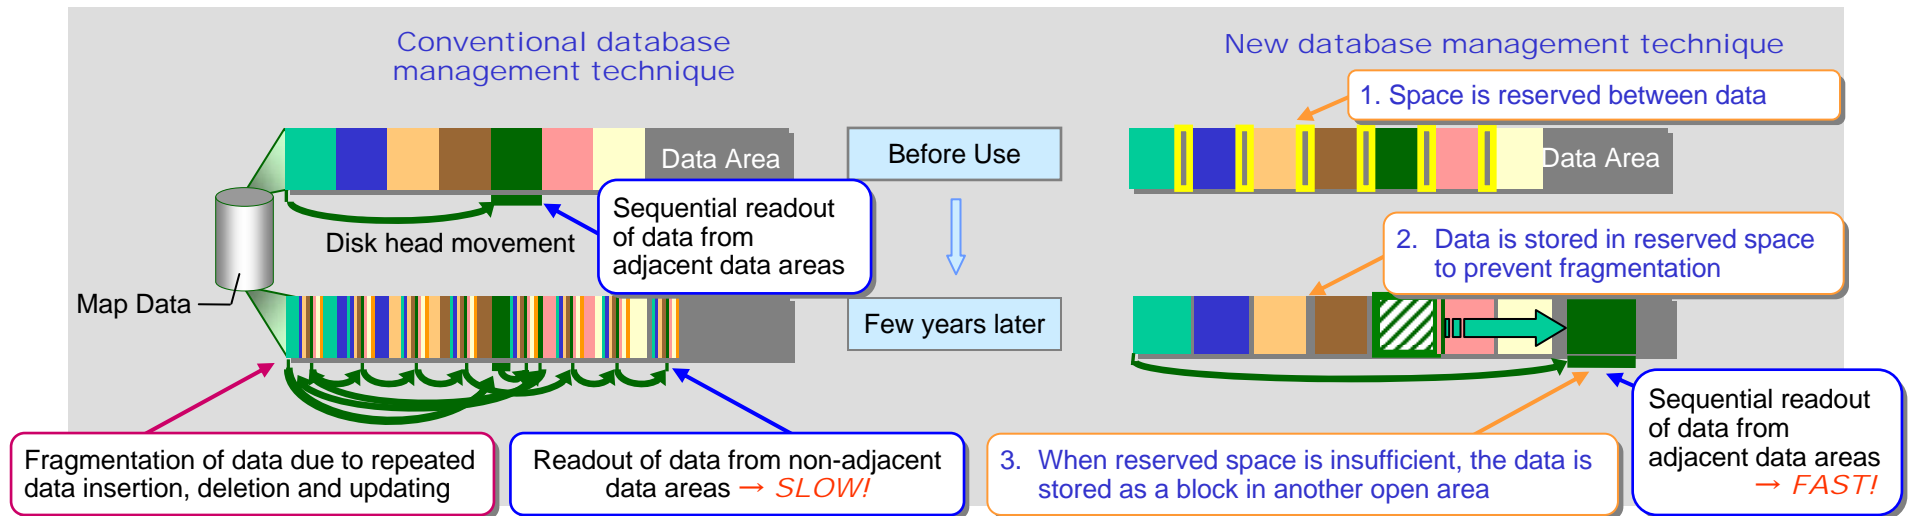 Conventional database
management technique
New database management technique
1. Space is reserved between data
Data Area
Before Use
Data Area
Sequential readout
of data from
adjacent data areas
Disk head movement
2. Data is stored in reserved space
to prevent fragmentation
Map Data
Few years later
Fragmentation of data due to repeated
data insertion, deletion and updating
Readout of data from non-adjacent
data areas → SLOW!
3. When reserved space is insufficient, the data is
stored as a block in another open area
Sequential readout
of data from
adjacent data areas
→ FAST!